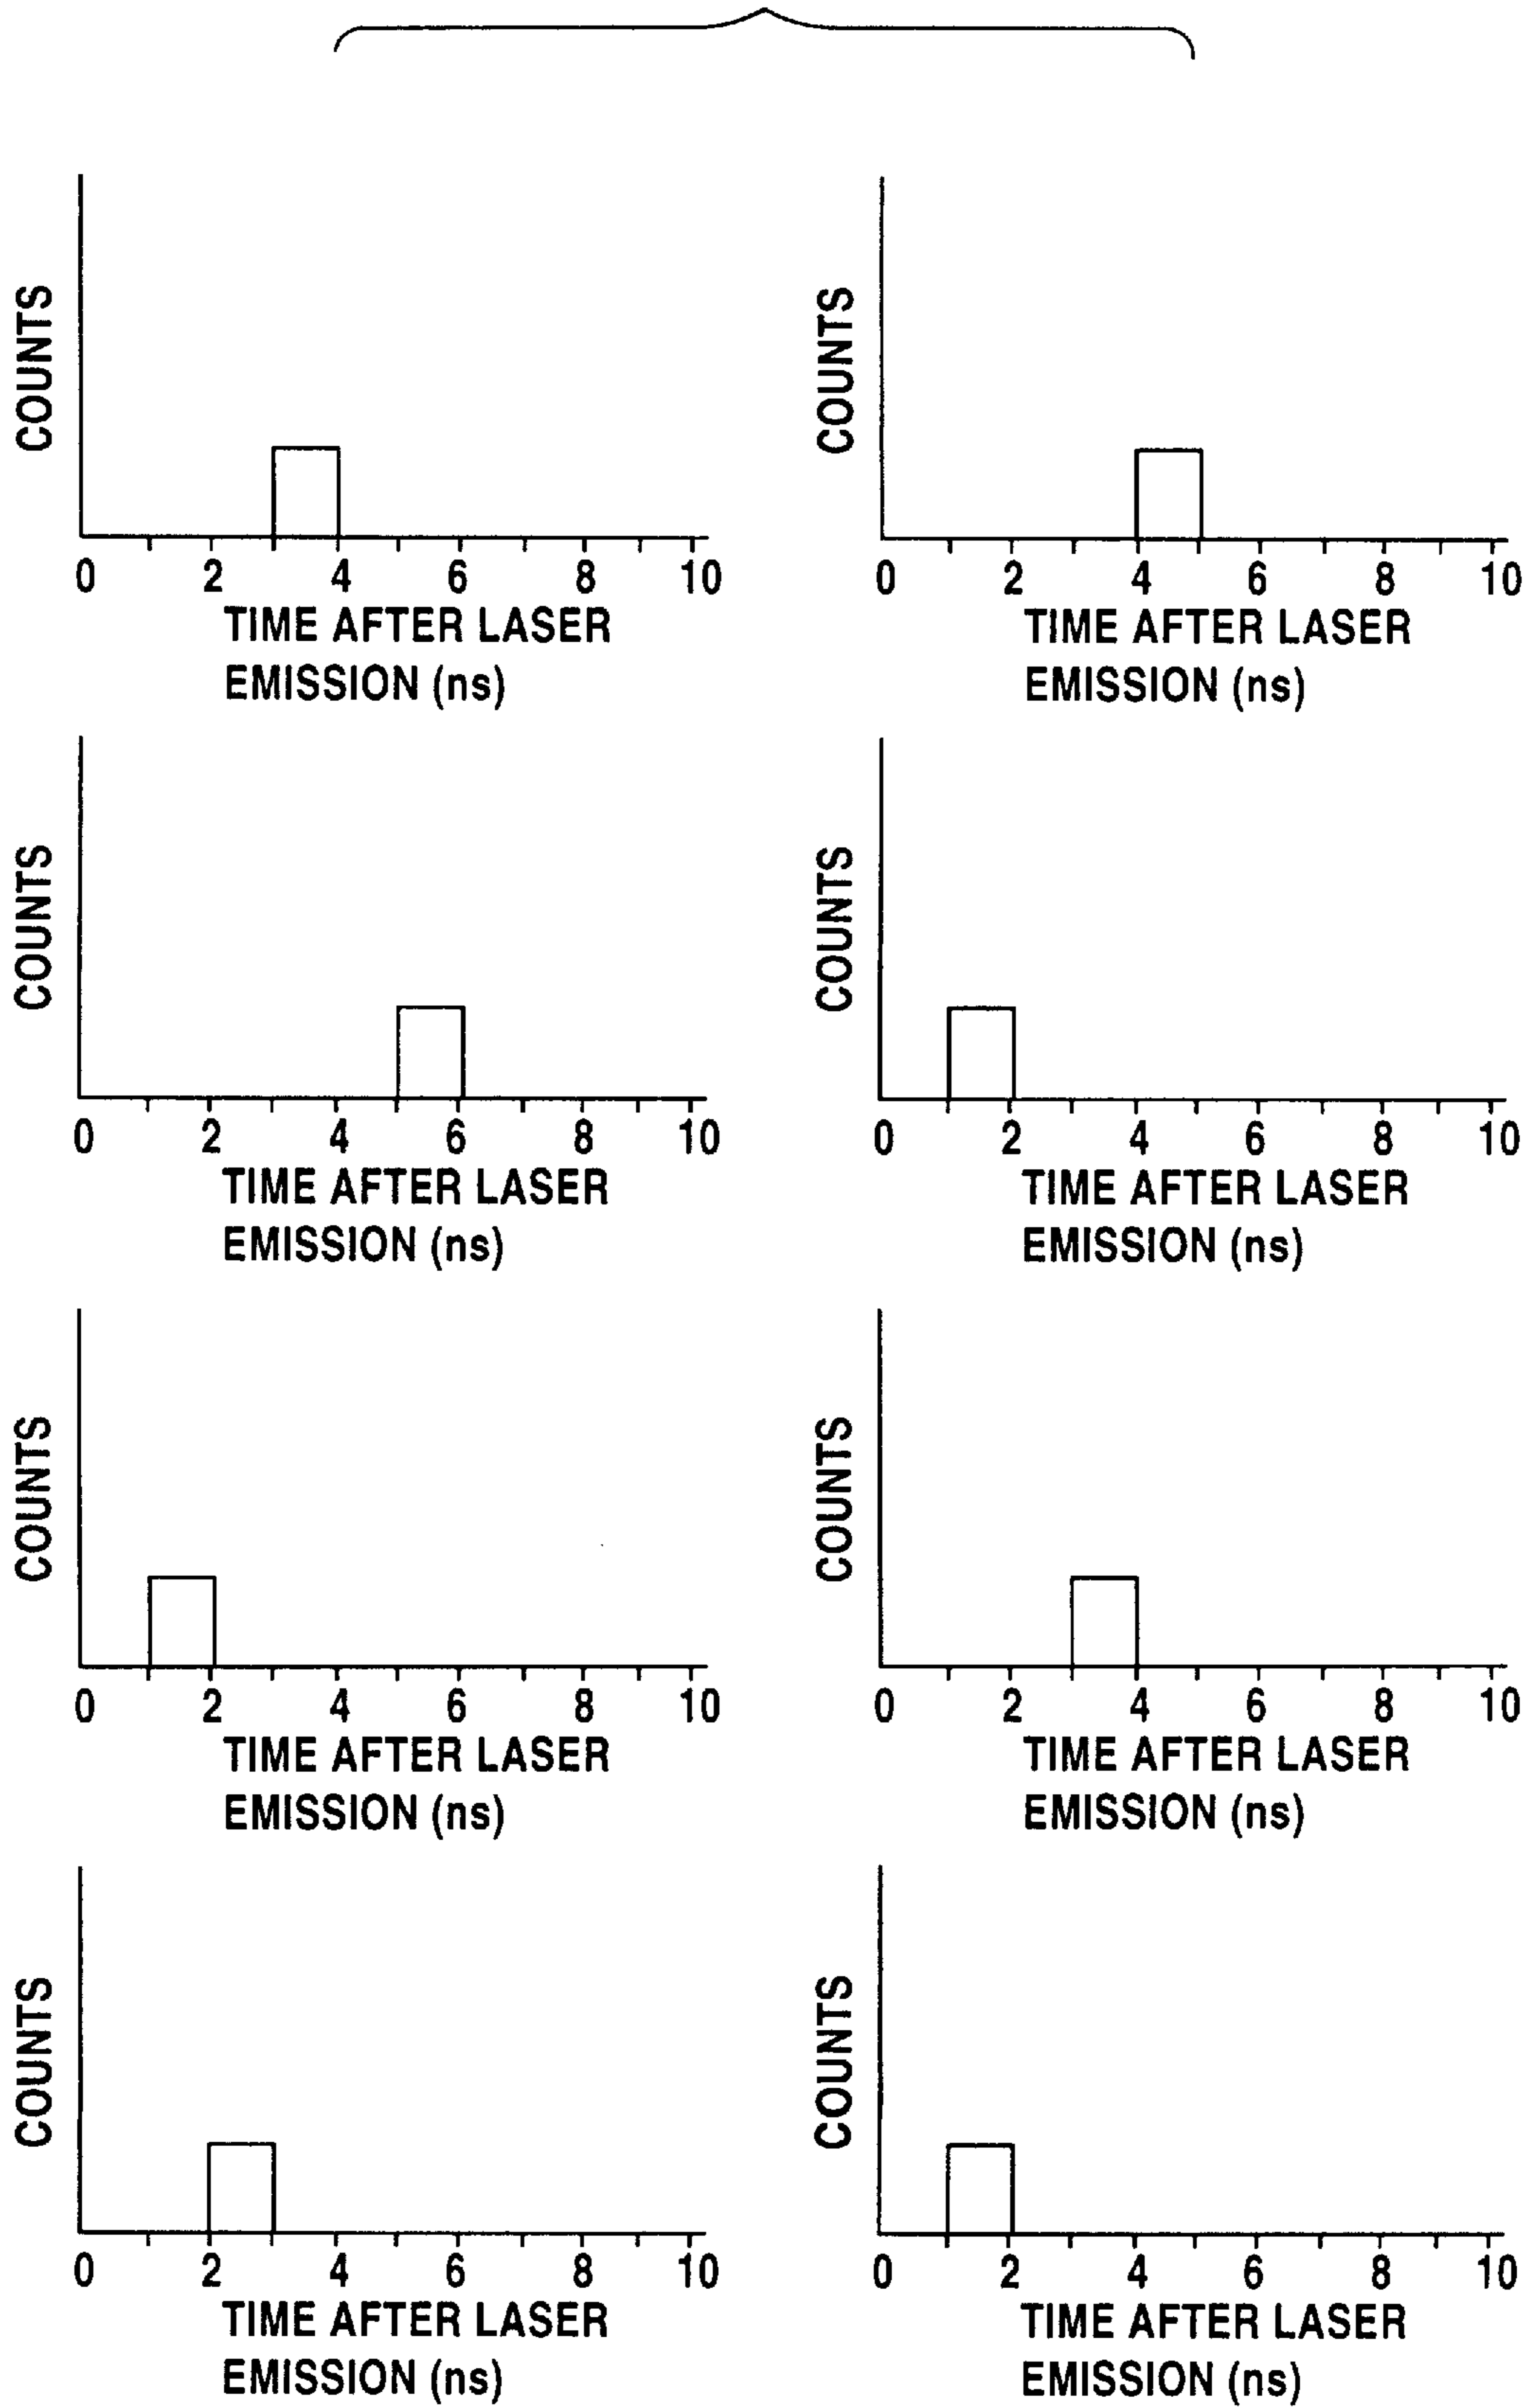 COUNTS
0 2 4 6 8 10
TIME AFTER LASER
EMISSION (ns)
COUNTS
0 2 4 6 8 10
TIME AFTER LASER
EMISSION (ns)
COUNTS
0 2 4 6 8 10
TIME AFTER LASER
EMISSION (ns)
COUNTS
0 2 4 6 8 10
TIME AFTER LASER
EMISSION (ns)
COUNTS
0 2 4 6 8 10
TIME AFTER LASER
EMISSION (ns)
COUNTS
0 2 4 6 8 10
TIME AFTER LASER
EMISSION (ns)
COUNTS
0 2 4 6 8 10
TIME AFTER LASER
EMISSION (ns)
COUNTS
0 2 4 6 8 10
TIME AFTER LASER
EMISSION (ns)